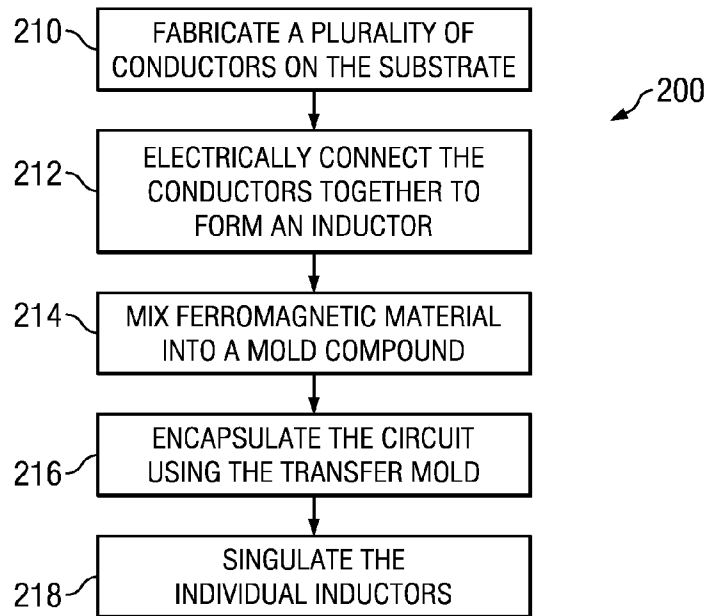 210
FABRICATE A PLURALITY OF
CONDUCTORS ON THE SUBSTRATE
200
212
ELECTRICALLY CONNECT THE
CONDUCTORS TOGETHER TO
FORM AN INDUCTOR
214
MIX FERROMAGNETIC MATERIAL
INTO A MOLD COMPOUND
216
ENCAPSULATE THE CIRCUIT
USING THE TRANSFER MOLD
218
SINGULATE THE
INDIVIDUAL INDUCTORS